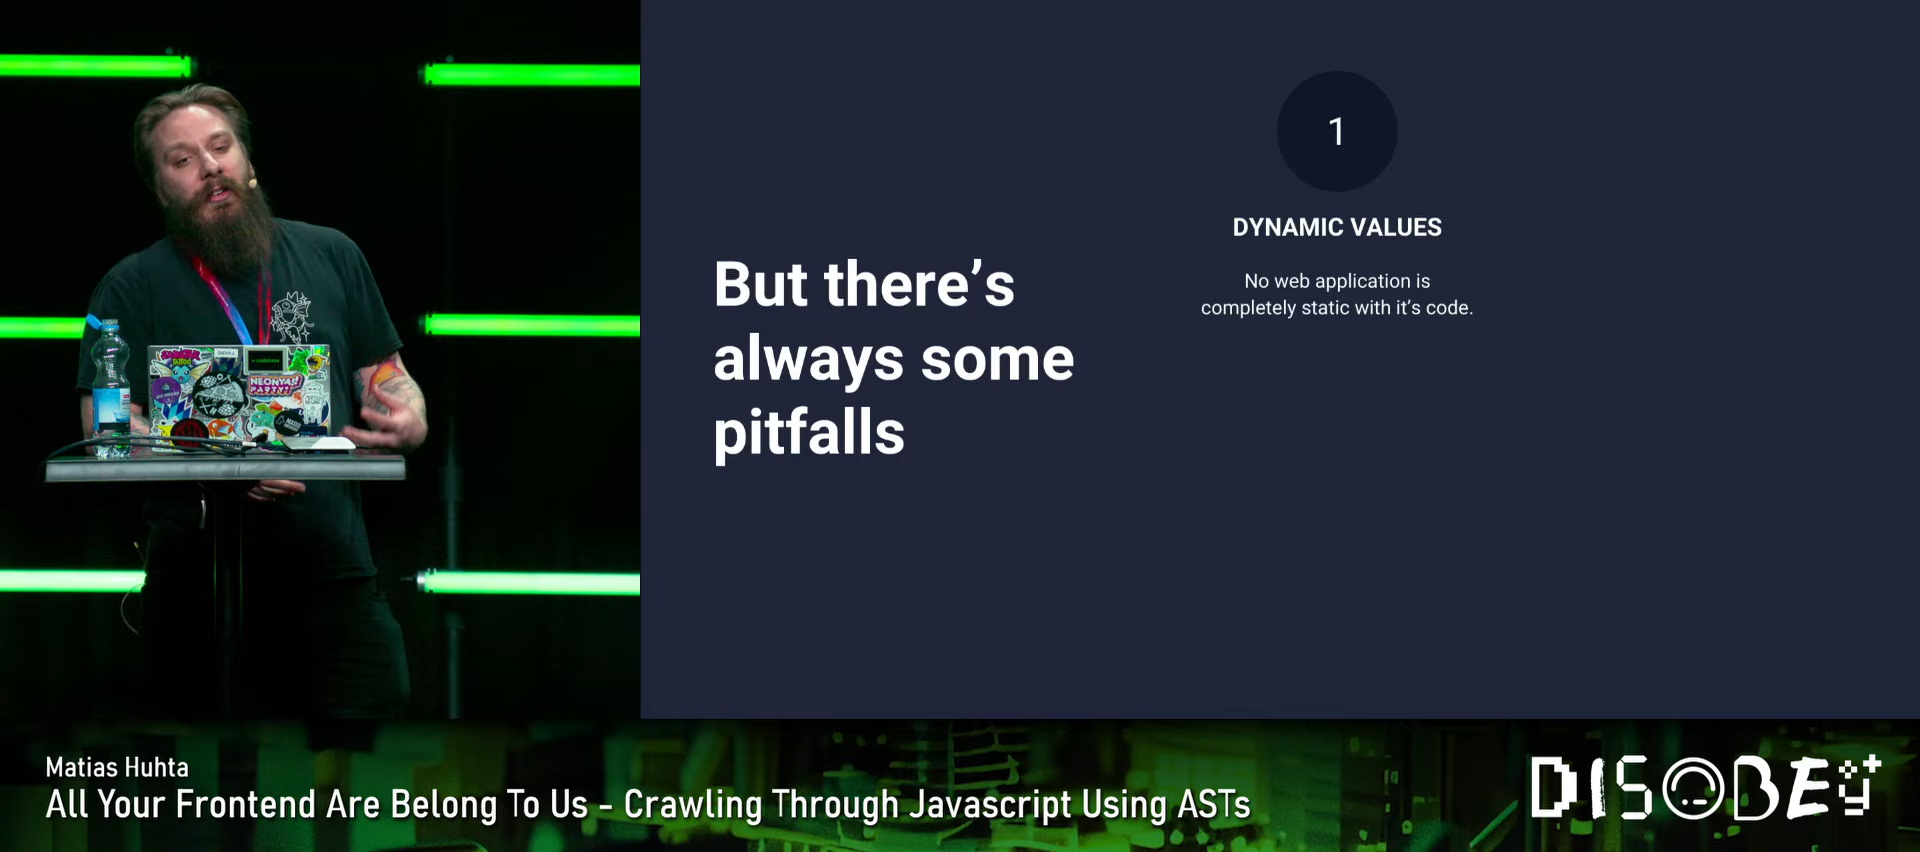 But there’s
always some
pitfalls
1
DYNAMIC VALUES
No web application is
completely static with it’s code.
NEONYA!!
PARTY!
Matias Huhta
All Your Frontend Are Belong To Us - Crawling Through Javascript Using ASTs
DISOBEY